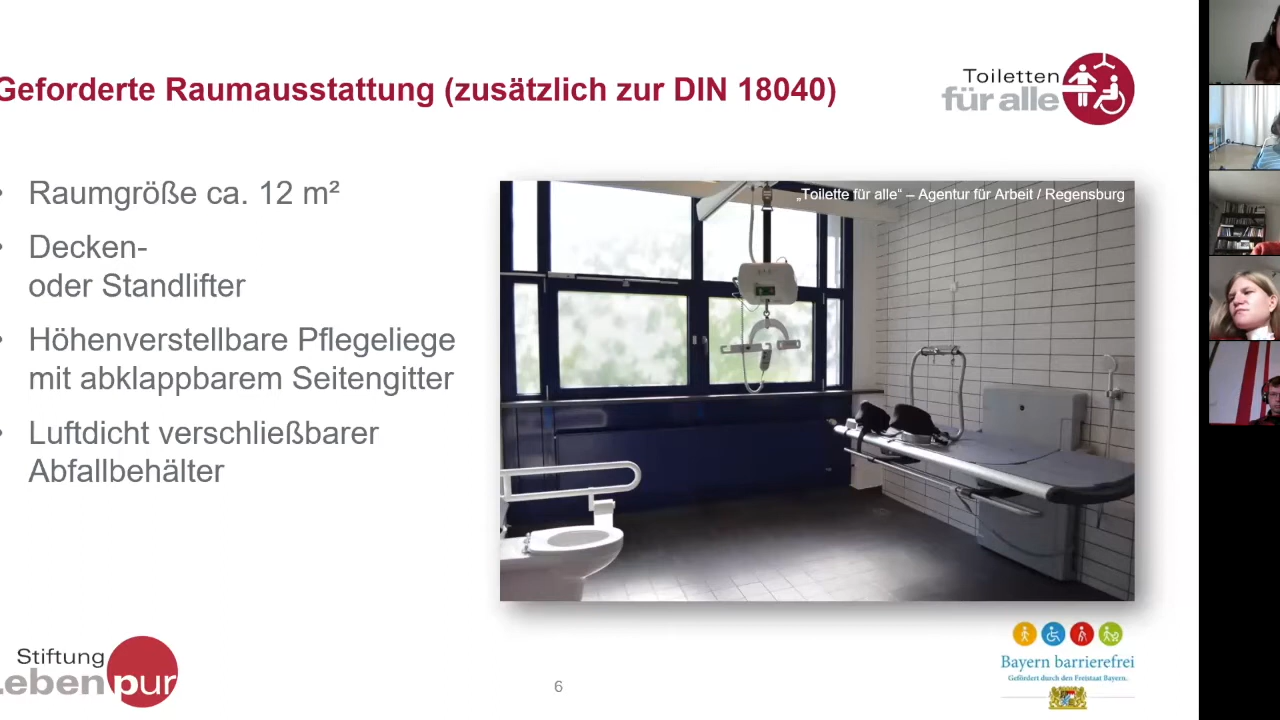 Geforderte Raumausstattung (zusätzlich zur DIN 18040)
Toiletten
für alle
• Raumgröße ca. 12 m²
• Decken-
oder Standlifter
• Höhenverstellbare Pflegeliege
mit abklappbarem Seitengitter
• Luftdicht verschließbarer
Abfallbehälter
„Toilette für alle“ – Agentur für Arbeit / Regensburg
Stiftung
Leben pur
6
Bayern barrierefrei
Gefördert durch den Freistaat Bayern.